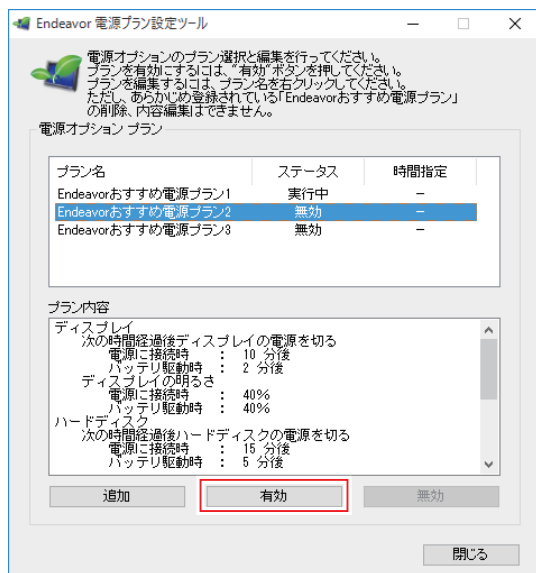 Endeavor 電源プラン設定ツール
電源オプションのプラン選択と編集を行ってください。
プランを有効にするには、"有効"ボタンを押してください。
プランを編集するには、プラン名を右クリックしてください。
ただし、あらかじめ登録されている「Endeavorおすすめ電源プラン」
の削除、内容編集はできません。
電源オプション プラン
プラン名 ステータス 時間指定
Endeavorおすすめ電源プラン1 実行中 −
Endeavorおすすめ電源プラン2 無効 −
Endeavorおすすめ電源プラン3 無効 −
プラン内容
ディスプレイ
次の時間経過後ディスプレイの電源を切る
電源に接続時 : 10 分後
バッテリ駆動時 : 2 分後
ディスプレイの明るさ
電源に接続時 : 40%
バッテリ駆動時 : 40%
ハードディスク
次の時間経過後ハードディスクの電源を切る
電源に接続時 : 15 分後
バッテリ駆動時 : 5 分後
追加 有効 無効
閉じる